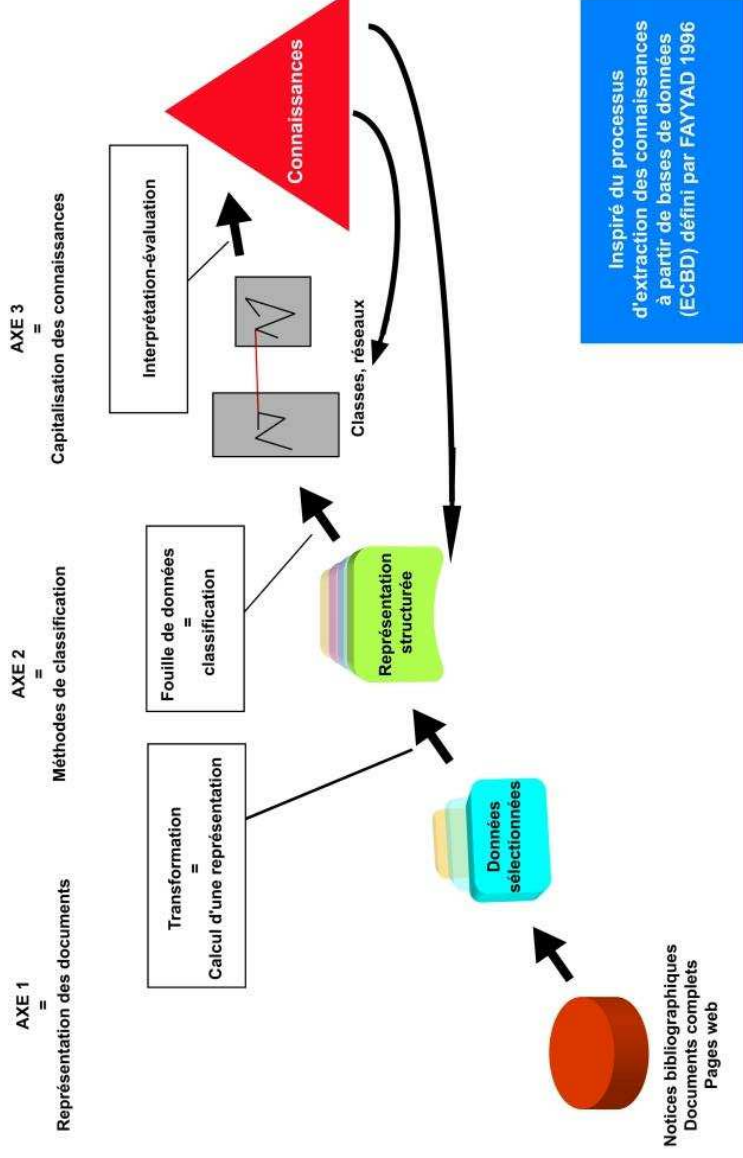 AXE 1
=
Représentation des documents
AXE 2
=
Méthodes de classification
AXE 3
=
Capitalisation des connaissances
Transformation
=
Calcul d'une représentation
Fouille de données
=
classification
Interprétation-évaluation
Notices bibliographiques
Documents complets
Pages web
Données
sélectionnées
Représentation
structurée
Classes, réseaux
Connaissances
Inspiré du processus
d'extraction des connaissances
à partir de bases de données
(ECBD) défini par FAYYAD 1996